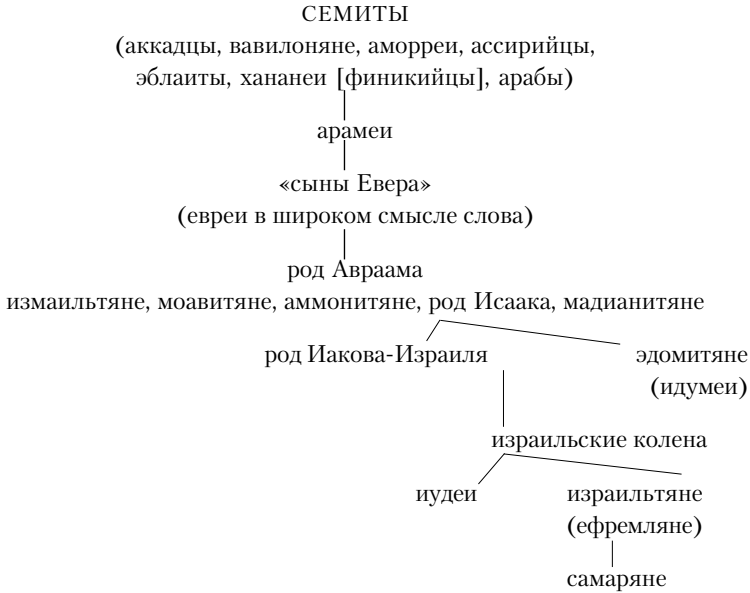 СЕМИТЫ
(аккадцы, вавилоняне, аморреи, ассирийцы,
эблаиты, хананеи [финикийцы], арабы)
арамеи
«сыны Евера»
(евреи в широком смысле слова)
род Авраама
измаильтяне, моавитяне, аммонитяне, род Исаака, мадианитяне
род Иакова-Израиля
эдомитяне
(идумеи)
израильские колена
иудеи
израильтяне
(ефремляне)
самаряне